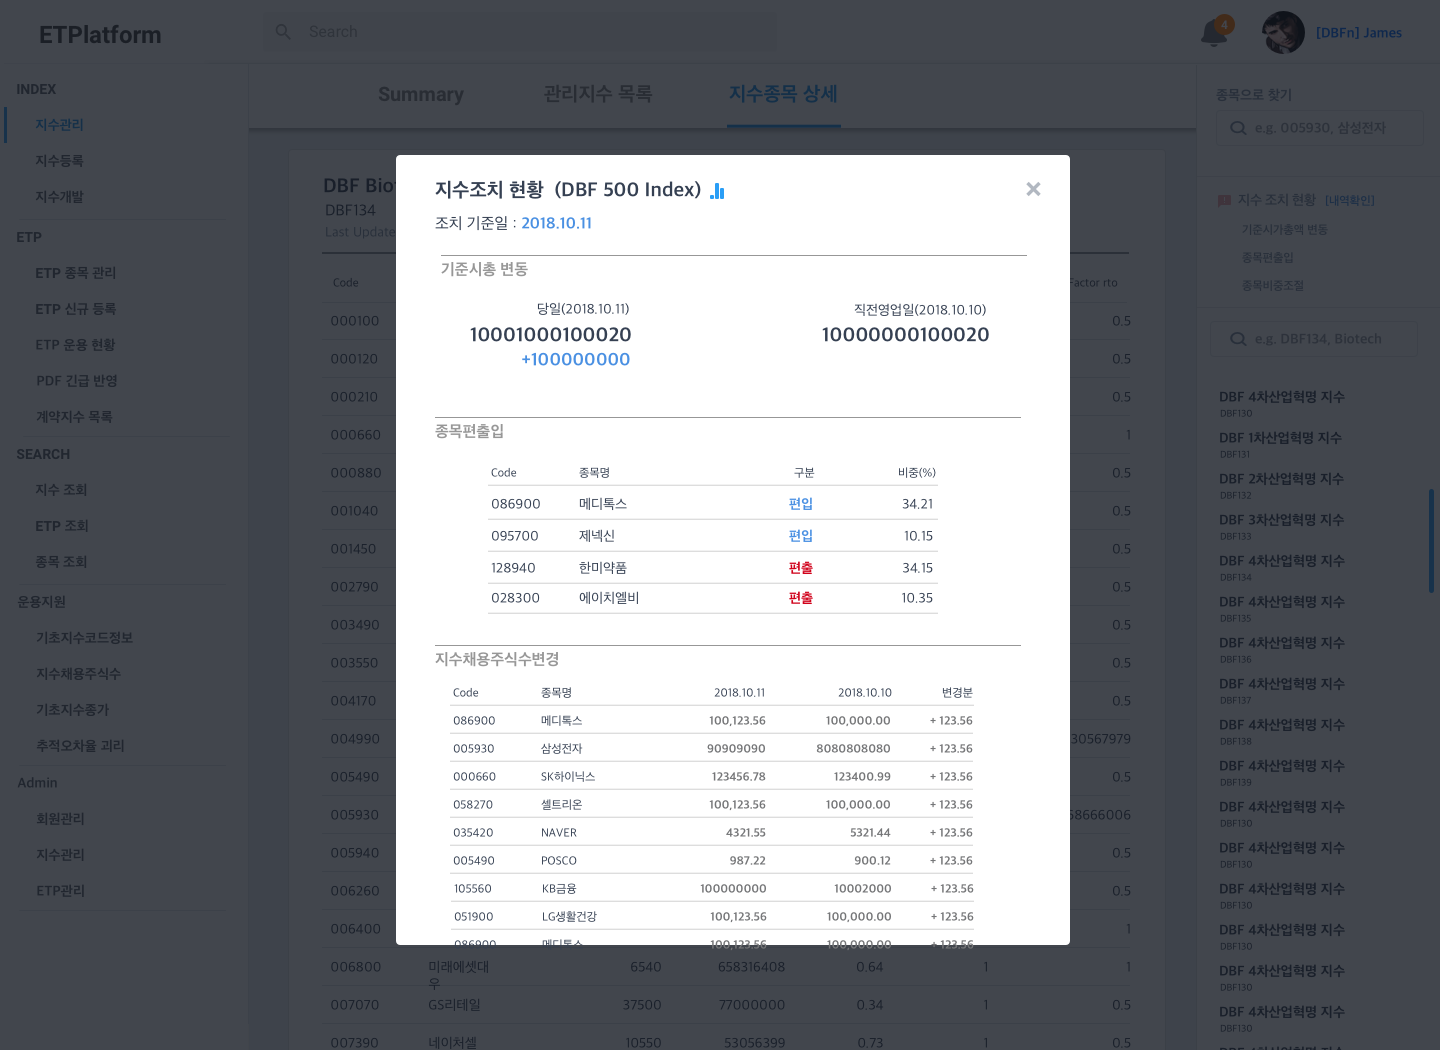 ETPlatform
Search
4
[DBFn] James
INDEX
지수관리
지수등록
지수개발
ETP
ETP 종목 관리
ETP 신규 등록
ETP 운용 현황
PDF 긴급 반영
계약지수 목록
SEARCH
지수 조회
ETP 조회
종목 조회
운용지원
기초지수코드정보
지수채용주식수
기초지수종가
추적오차율 괴리
Admin
회원관리
지수관리
ETP관리
Summary
관리지수 목록
지수종목 상세
DBF Bio
DBF134
Last Update
Code
Factor rto
000100 0.5
000120 0.5
000210 0.5
000660 1
000880 0.5
001040 0.5
001450 0.5
002790 0.5
003490 0.5
003550 0.5
004170 0.5
004990 30567979
005490 0.5
005930 58666006
005940 0.5
006260 0.5
006400 1
006800 미래에셋대우 6540 658316408 0.64 1 1
007070 GS리테일 37500 77000000 0.34 1 0.5
007390 네이처셀 10550 53056399 0.73 1 0.5
지수조치 현황 (DBF 500 Index)
조치 기준일 : 2018.10.11
기준시총 변동
당일(2018.10.11) 직전영업일(2018.10.10)
10001000100020 10000000100020
+100000000
종목편출입
Code 종목명 구분 비중(%)
086900 메디톡스 편입 34.21
095700 제넥신 편입 10.15
128940 한미약품 편출 34.15
028300 에이치엘비 편출 10.35
지수채용주식수변경
Code 종목명 2018.10.11 2018.10.10 변경분
086900 메디톡스 100,123.56 100,000.00 + 123.56
005930 삼성전자 90909090 8080808080 + 123.56
000660 SK하이닉스 123456.78 123400.99 + 123.56
058270 셀트리온 100,123.56 100,000.00 + 123.56
035420 NAVER 4321.55 5321.44 + 123.56
005490 POSCO 987.22 900.12 + 123.56
105560 KB금융 100000000 10002000 + 123.56
051900 LG생활건강 100,123.56 100,000.00 + 123.56
086900 메디톡스 100,123.56 100,000.00 + 123.56
종목으로 찾기
e.g. 005930, 삼성전자
지수 조치 현황 [내역확인]
기준시가총액 변동
종목편출입
종목비중조절
e.g. DBF134, Biotech
DBF 4차산업혁명 지수
DBF130
DBF 1차산업혁명 지수
DBF131
DBF 2차산업혁명 지수
DBF132
DBF 3차산업혁명 지수
DBF133
DBF 4차산업혁명 지수
DBF134
DBF 4차산업혁명 지수
DBF135
DBF 4차산업혁명 지수
DBF136
DBF 4차산업혁명 지수
DBF137
DBF 4차산업혁명 지수
DBF138
DBF 4차산업혁명 지수
DBF139
DBF 4차산업혁명 지수
DBF130
DBF 4차산업혁명 지수
DBF130
DBF 4차산업혁명 지수
DBF130
DBF 4차산업혁명 지수
DBF130
DBF 4차산업혁명 지수
DBF130
DBF 4차산업혁명 지수
DBF130